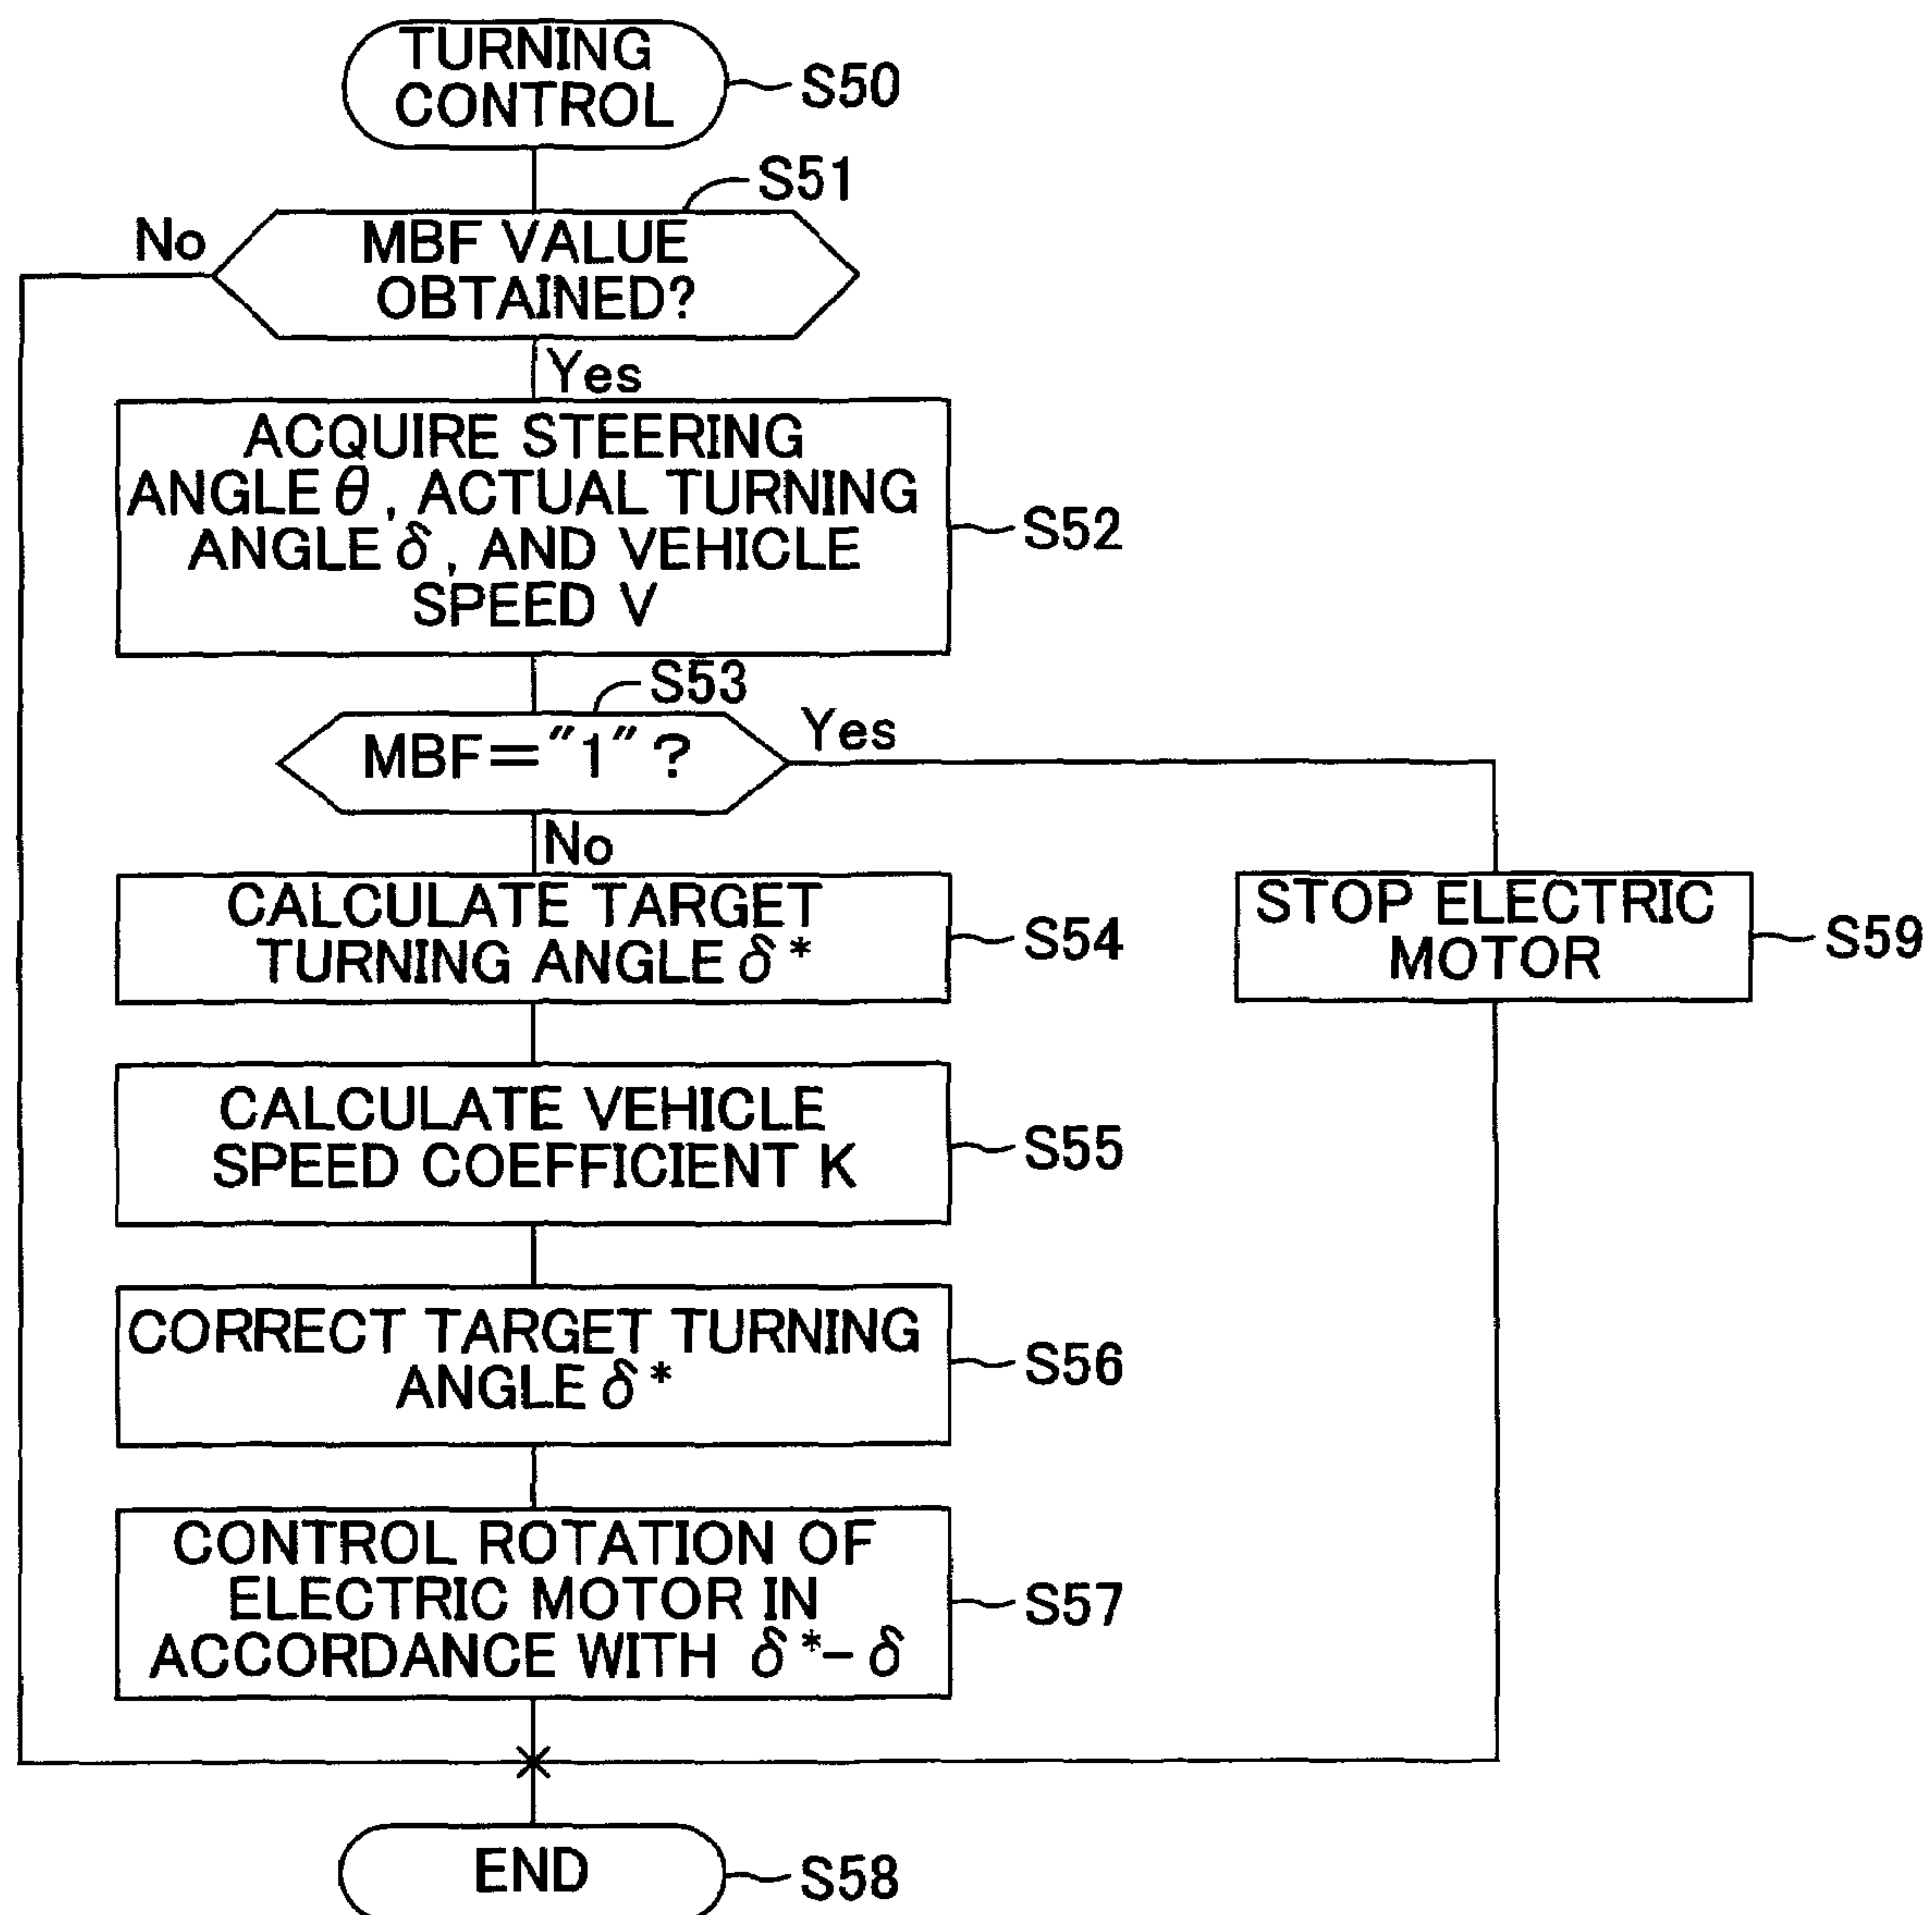 TURNING
CONTROL
S50
S51
No
MBF VALUE
OBTAINED?
Yes
ACQUIRE STEERING
ANGLE θ, ACTUAL TURNING
ANGLE δ, AND VEHICLE
SPEED V
S52
S53
MBF="1"?
Yes
No
CALCULATE TARGET
TURNING ANGLE δ*
S54
STOP ELECTRIC
MOTOR
S59
CALCULATE VEHICLE
SPEED COEFFICIENT K
S55
CORRECT TARGET TURNING
ANGLE δ*
S56
CONTROL ROTATION OF
ELECTRIC MOTOR IN
ACCORDANCE WITH δ*-δ
S57
END
S58